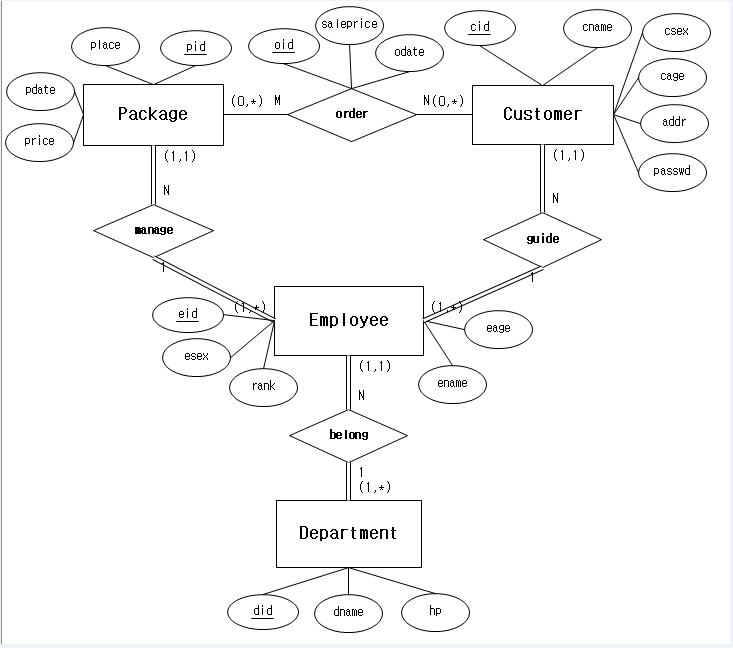 place
pid
oid
saleprice
odate
cid
cname
csex
pdate
price
Package
(0,*) M
order
N(0,*)
Customer
cage
addr
passwd
(1,1)
N
manage
1
(1,*)
(1,1)
N
guide
1
(1,*)
eid
esex
rank
Employee
eage
ename
(1,1)
N
belong
1
(1,*)
Department
did
dname
hp